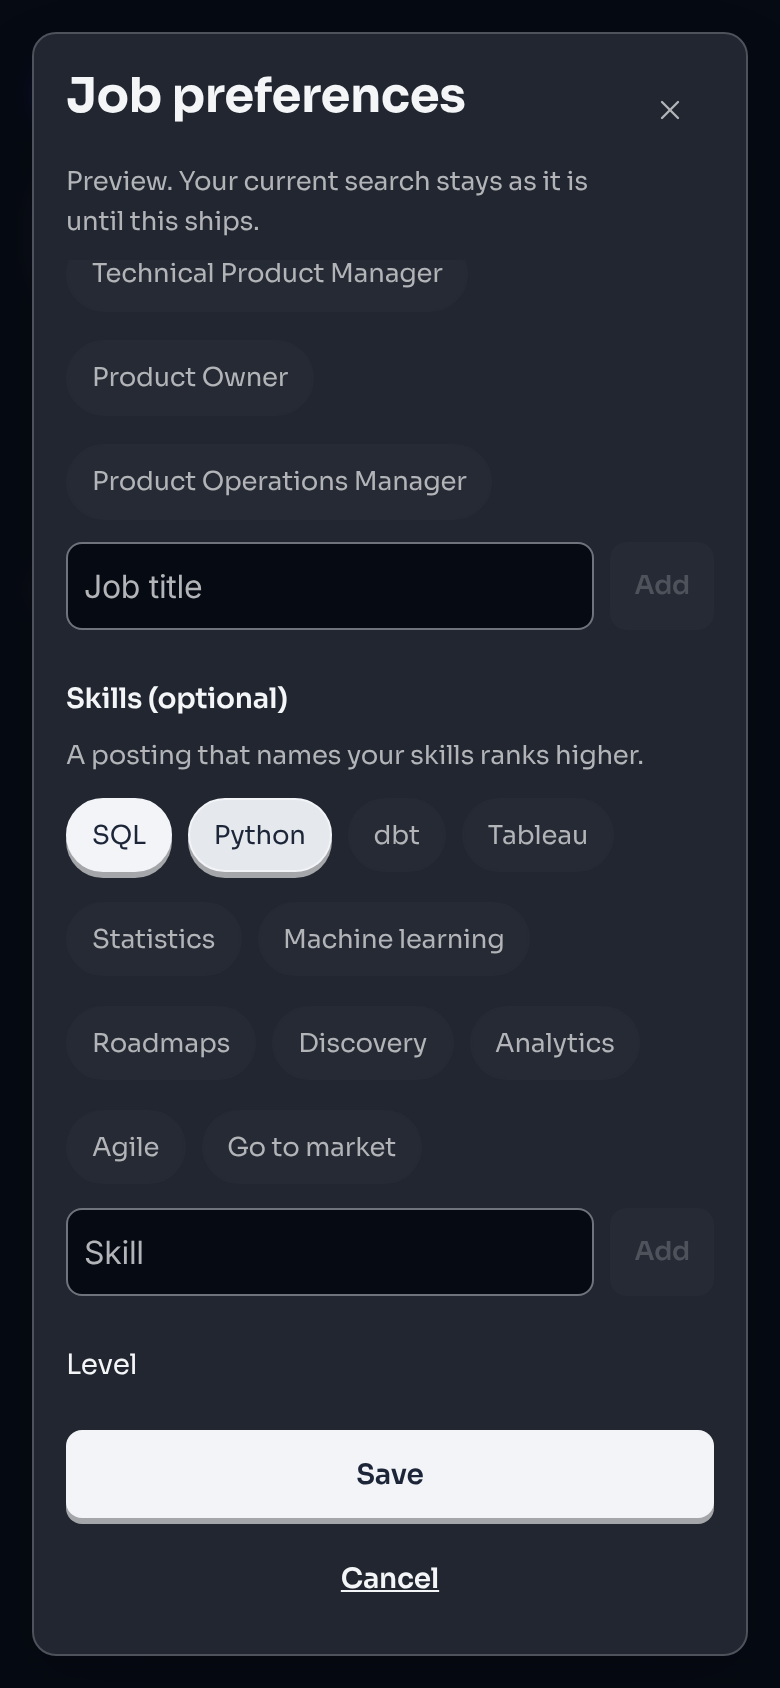 Job preferences
Preview. Your current search stays as it is
until this ships.
Technical Product Manager
Product Owner
Product Operations Manager
Job title
Add
Skills (optional)
A posting that names your skills ranks higher.
SQL Python dbt Tableau
Statistics Machine learning
Roadmaps Discovery Analytics
Agile Go to market
Skill
Add
Level
Save
Cancel